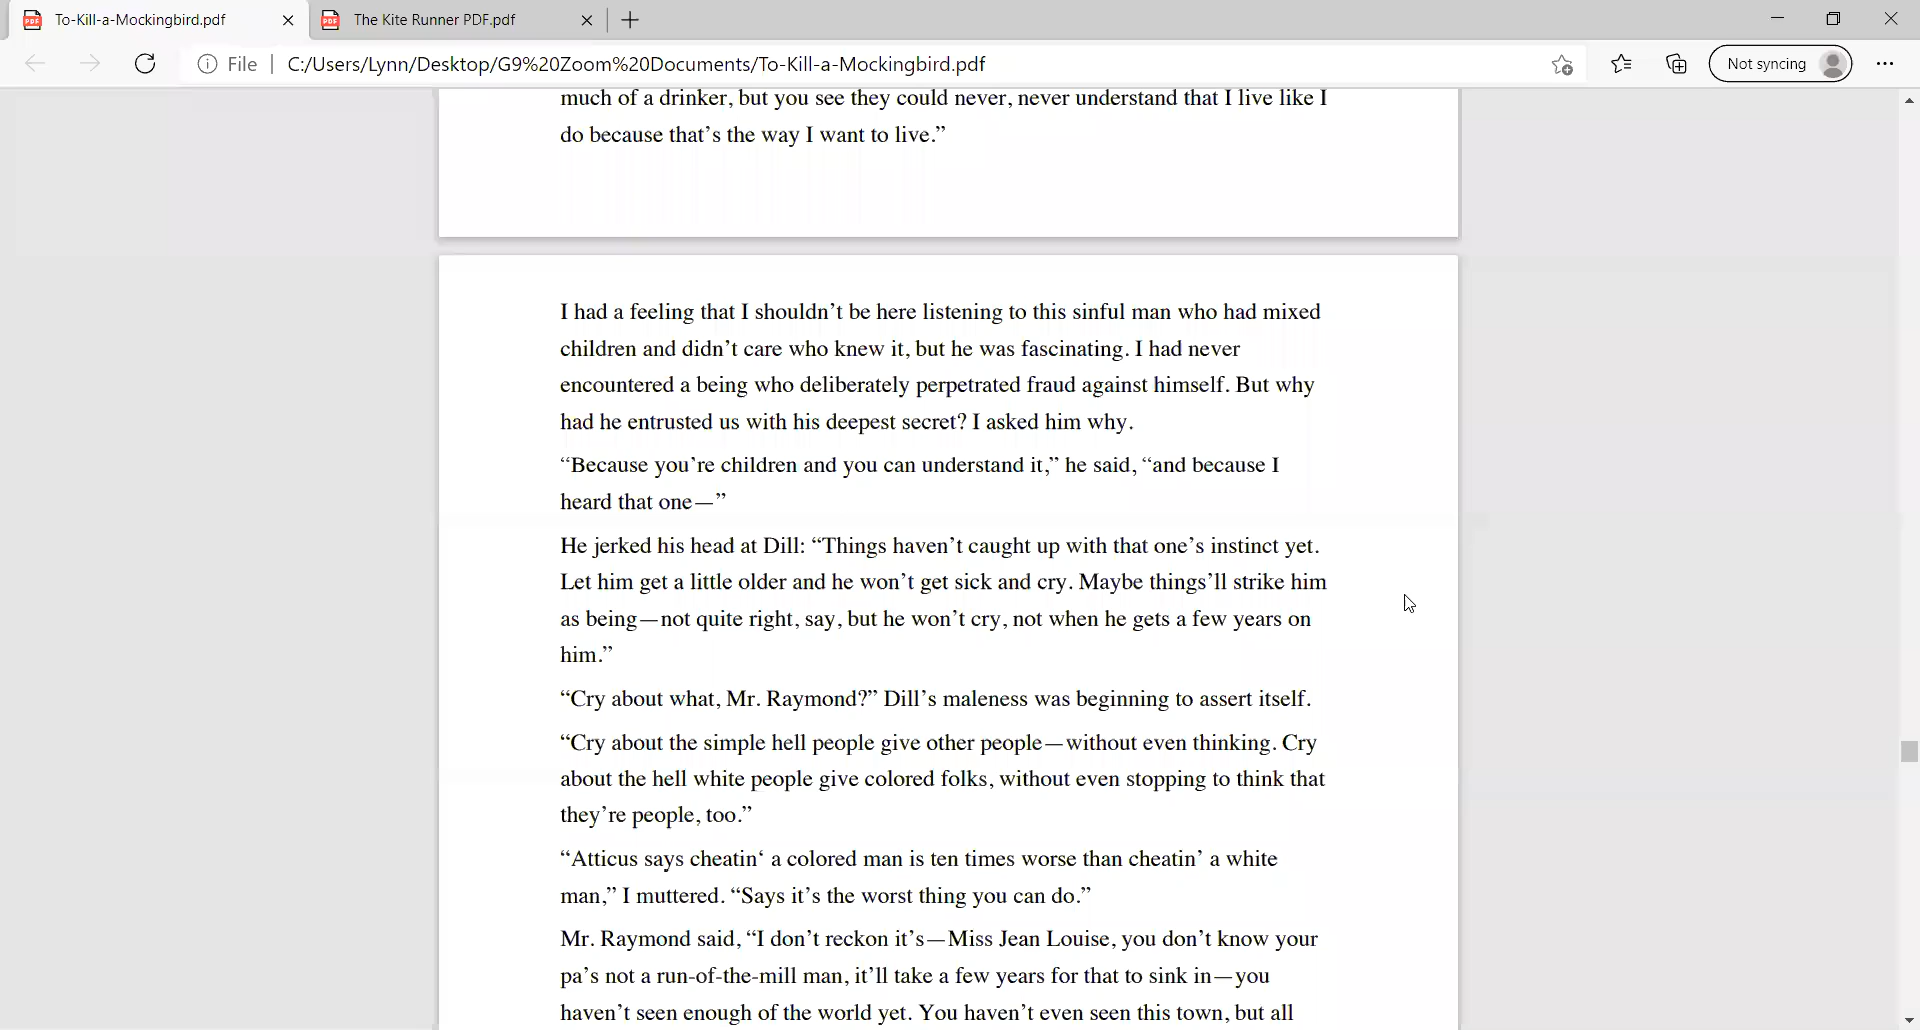 To-Kill-a-Mockingbird.pdf
The Kite Runner PDF.pdf
File
C:/Users/Lynn/Desktop/G9%20Zoom%20Documents/To-Kill-a-Mockingbird.pdf
Not syncing
much of a drinker, but you see they could never, never understand that I live like I
do because that’s the way I want to live.”
I had a feeling that I shouldn’t be here listening to this sinful man who had mixed
children and didn’t care who knew it, but he was fascinating. I had never
encountered a being who deliberately perpetrated fraud against himself. But why
had he entrusted us with his deepest secret? I asked him why.
“Because you’re children and you can understand it,” he said, “and because I
heard that one—”
He jerked his head at Dill: “Things haven’t caught up with that one’s instinct yet.
Let him get a little older and he won’t get sick and cry. Maybe things’ll strike him
as being—not quite right, say, but he won’t cry, not when he gets a few years on
him.”
“Cry about what, Mr. Raymond?” Dill’s maleness was beginning to assert itself.
“Cry about the simple hell people give other people—without even thinking. Cry
about the hell white people give colored folks, without even stopping to think that
they’re people, too.”
“Atticus says cheatin‘ a colored man is ten times worse than cheatin’ a white
man,” I muttered. “Says it’s the worst thing you can do.”
Mr. Raymond said, “I don’t reckon it’s—Miss Jean Louise, you don’t know your
pa’s not a run-of-the-mill man, it’ll take a few years for that to sink in—you
haven’t seen enough of the world yet. You haven’t even seen this town, but all